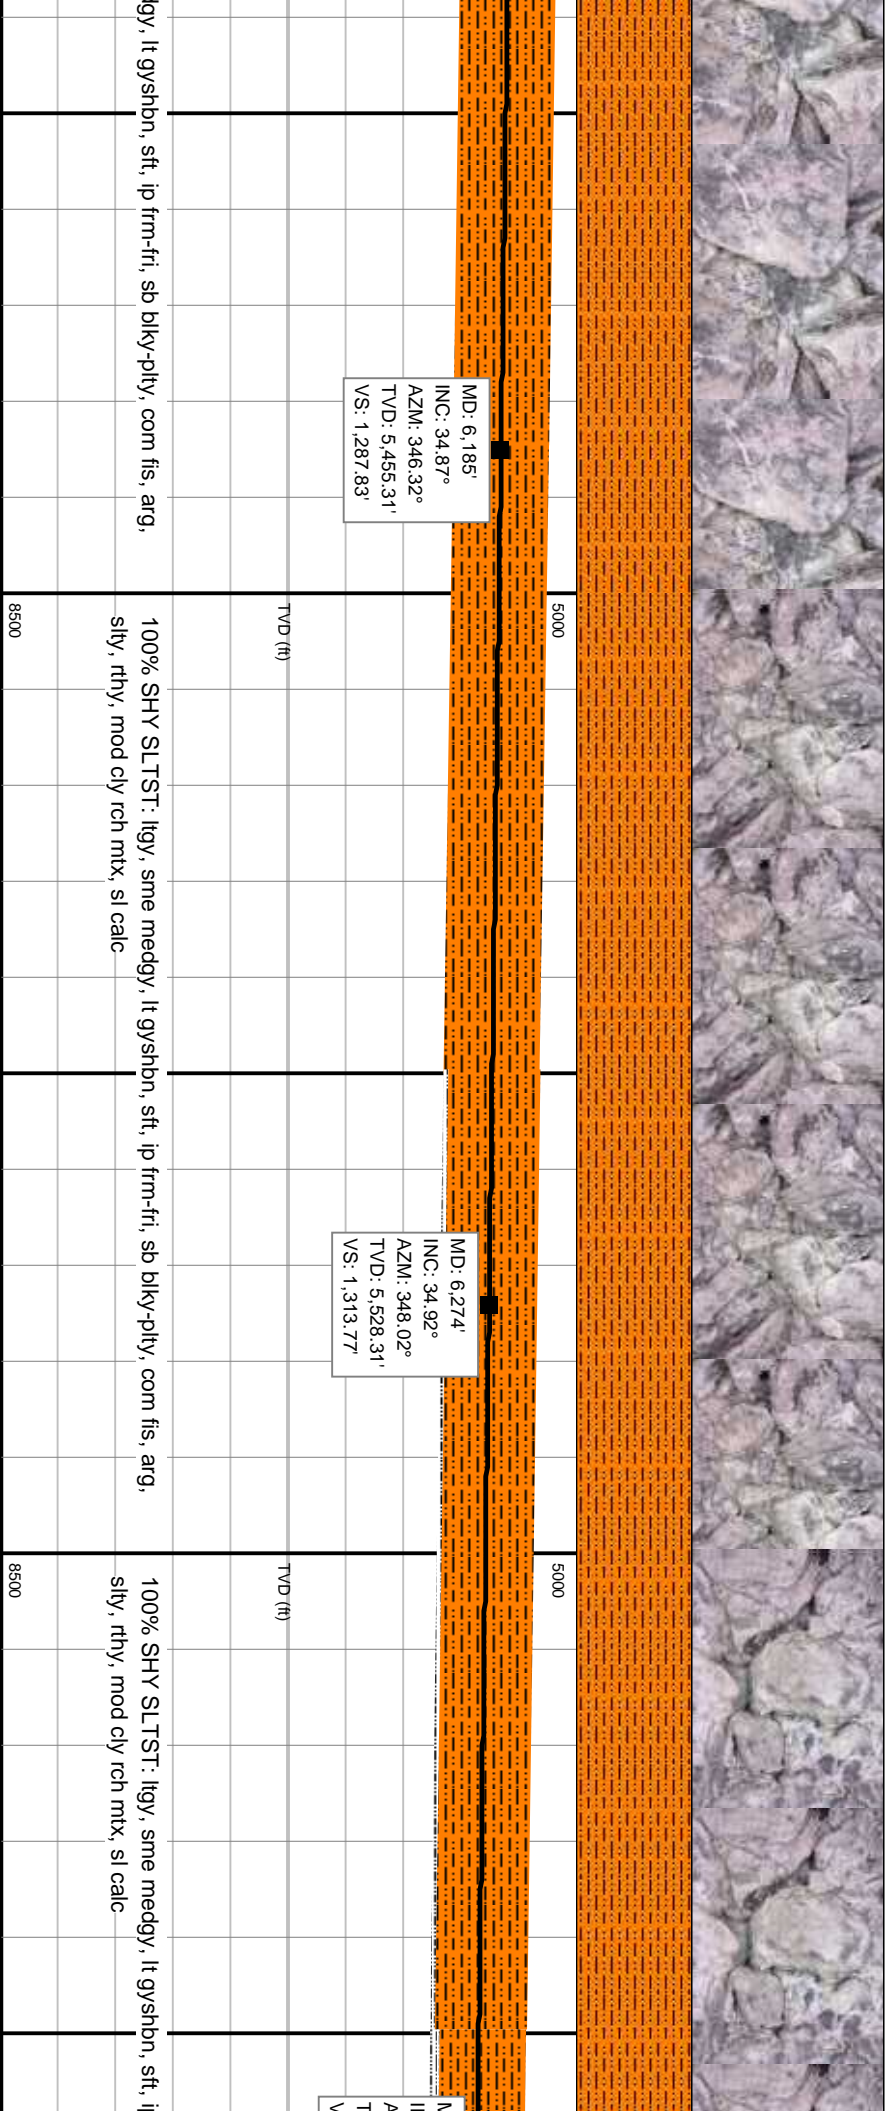 lt gyshbn, sft, ip frm-fri, sb blky-plty, com fis, arg,
MD: 6,185'
INC: 34.87°
AZM: 346.32°
TVD: 5,455.31'
VS: 1,287.83'
5000
TVD (ft)
8500
100% SHY SLTST: ltgy, sme medgy, lt gyshbn, sft, ip frm-fri, sb blky-plty, com fis, arg,
slty, rthy, mod cly rch mtx, sl calc
MD: 6,274'
INC: 34.92°
AZM: 348.02°
TVD: 5,528.31'
VS: 1,313.77'
5000
TVD (ft)
8500
100% SHY SLTST: ltgy, sme medgy, lt gyshbn, sft,
slty, rthy, mod cly rch mtx, sl calc